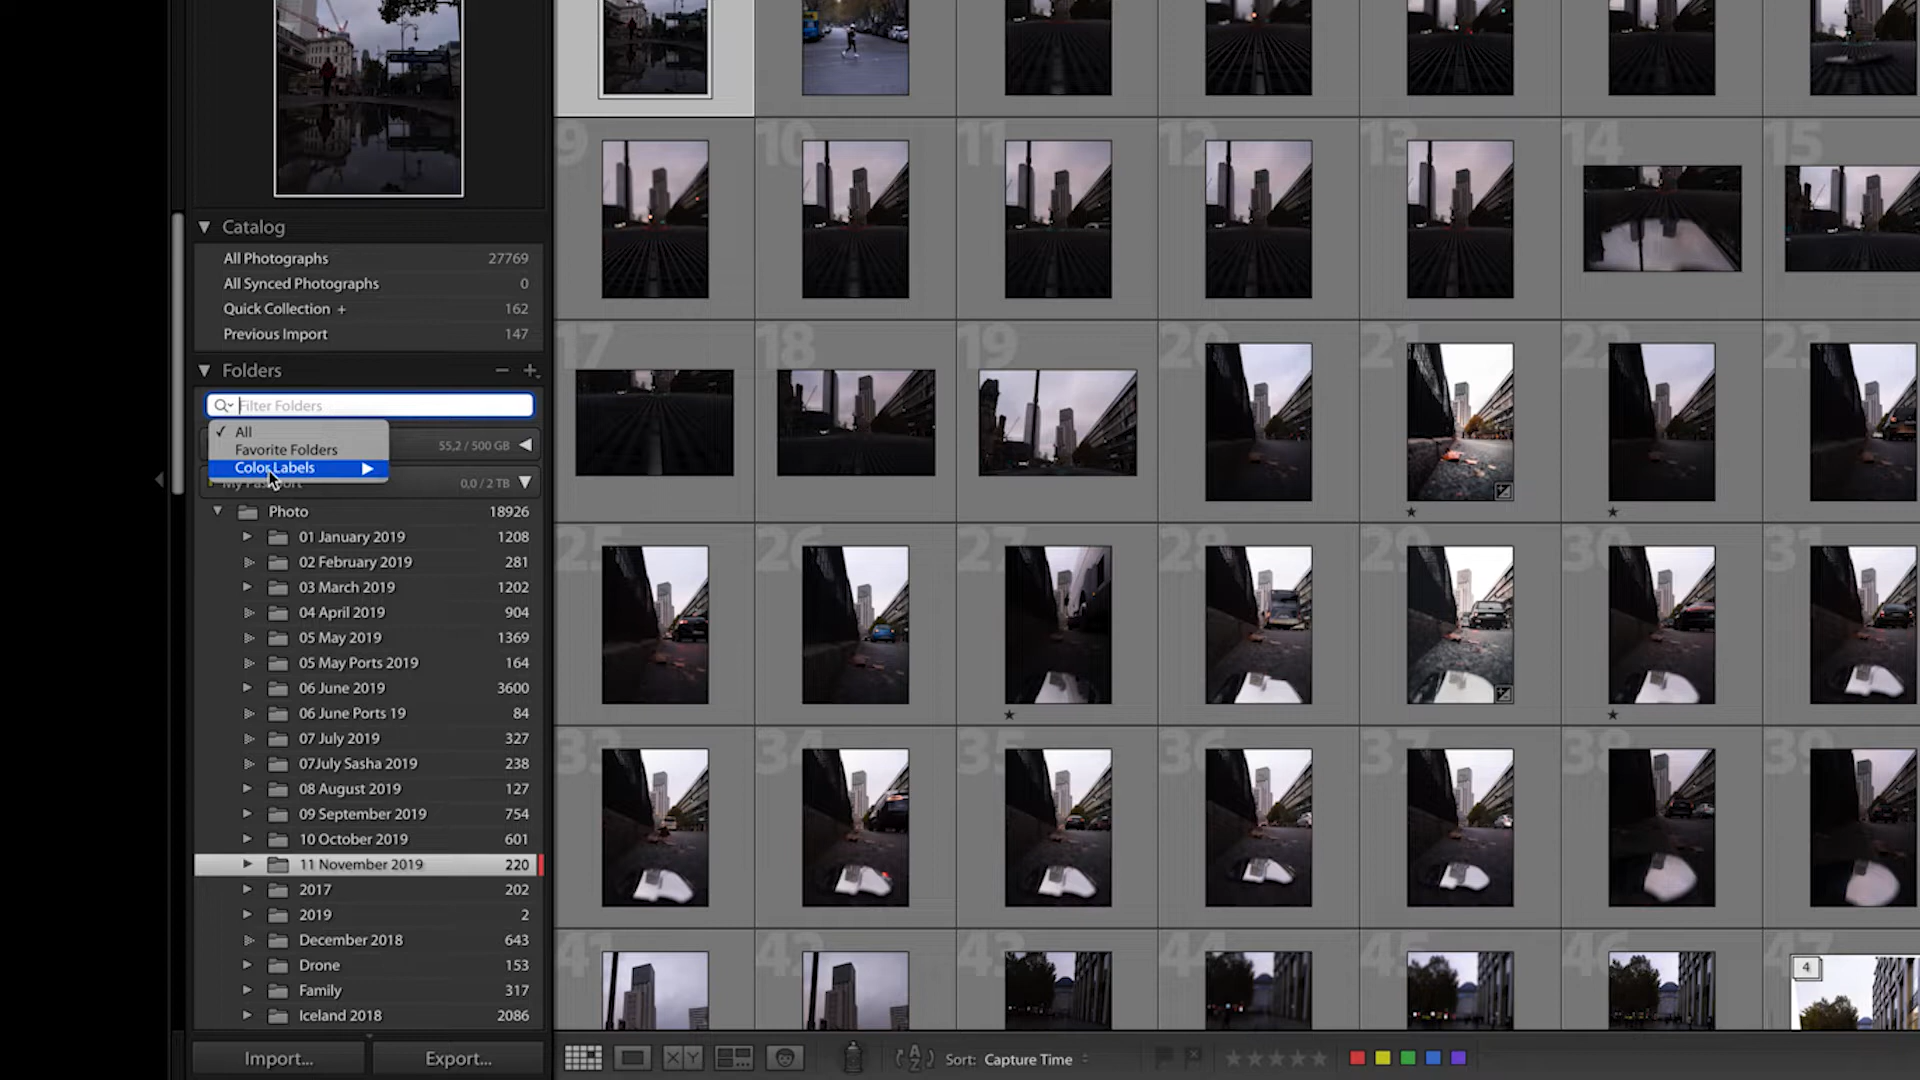 Catalog
All Photographs 27769
All Synced Photographs 0
Quick Collection + 162
Previous Import 147
Folders
Filter Folders
✓ All
Favorite Folders
Color Labels
55,2 / 500 GB
My Passport 0,0 / 2 TB
Photo 18926
01 January 2019 1208
02 February 2019 281
03 March 2019 1202
04 April 2019 904
05 May 2019 1369
05 May Ports 2019 164
06 June 2019 3600
06 June Ports 19 84
07 July 2019 327
07July Sasha 2019 238
08 August 2019 127
09 September 2019 754
10 October 2019 601
11 November 2019 220
2017 202
2019 2
December 2018 643
Drone 153
Family 317
Iceland 2018 2086
Import...
Export...
9 10 11 12 13 14 15
17 18 19 20 21 22 23
25 26 27 28 29 30 31
33 34 35 36 37 38 39
41 42 43 44 45 46 47
4
XY
AZ
Sort: Capture Time